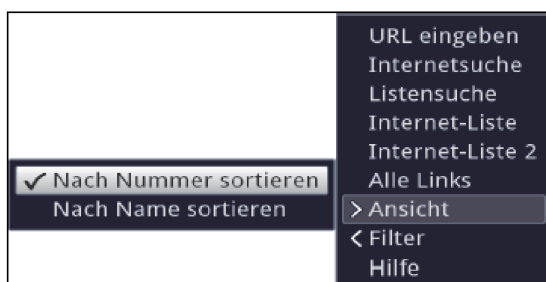 URL eingeben
Internetsuche
Listensuche
Internet-Liste
Internet-Liste 2
Alle Links
> Ansicht
✓ Nach Nummer sortieren
Nach Name sortieren
< Filter
Hilfe